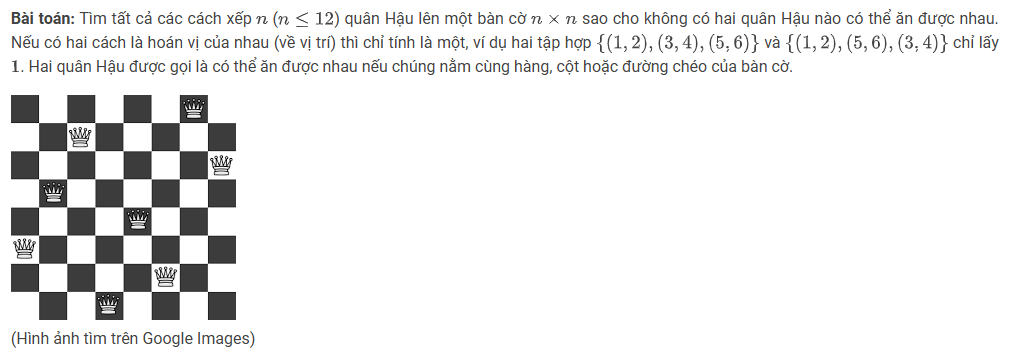 Bài toán: Tìm tất cả các cách xếp n (n ≤ 12) quân Hậu lên một bàn cờ n × n sao cho không có hai quân Hậu nào có thể ăn được nhau.
Nếu có hai cách là hoán vị của nhau (về vị trí) thì chỉ tính là một, ví dụ hai tập hợp {(1, 2), (3, 4), (5, 6)} và {(1, 2), (5, 6), (3, 4)} chỉ lấy
1. Hai quân Hậu được gọi là có thể ăn được nhau nếu chúng nằm cùng hàng, cột hoặc đường chéo của bàn cờ.
(Hình ảnh tìm trên Google Images)